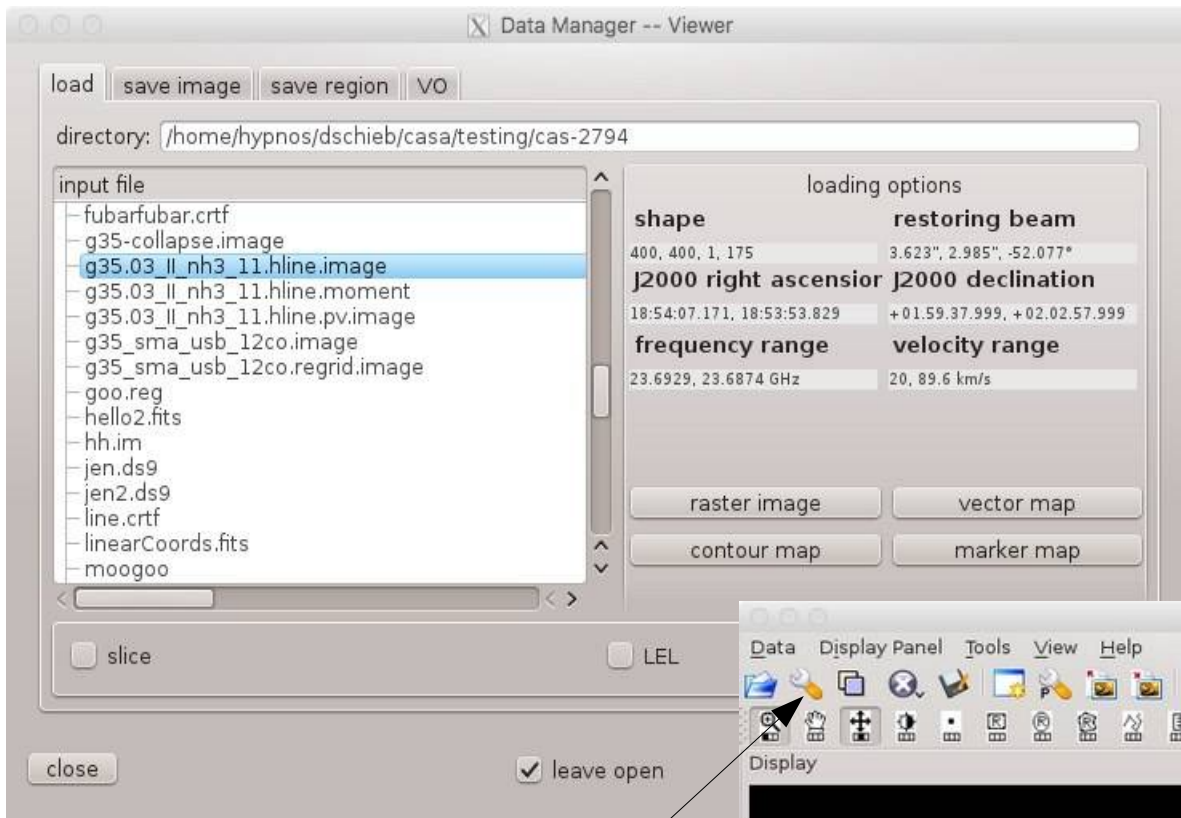 Data Manager -- Viewer
load save image save region VO
directory: /home/hypnos/dschieb/casa/testing/cas-2794
input file
fubarfubar.crtf
g35-collapse.image
g35.03_II_nh3_11.hline.image
g35.03_II_nh3_11.hline.moment
g35.03_II_nh3_11.hline.pv.image
g35_sma_usb_12co.image
g35_sma_usb_12co.regrid.image
goo.reg
hello2.fits
hh.im
jen.ds9
jen2.ds9
line.crtf
linearCoords.fits
moogoo
loading options
shape restoring beam
400, 400, 1, 175 3.623", 2.985", -52.077°
J2000 right ascensior J2000 declination
18:54:07.171, 18:53:53.829 +01.59.37.999, +02.02.57.999
frequency range velocity range
23.6929, 23.6874 GHz 20, 89.6 km/s
raster image vector map
contour map marker map
slice LEL
close leave open
Data Display Panel Tools View Help
P
R R R
Display